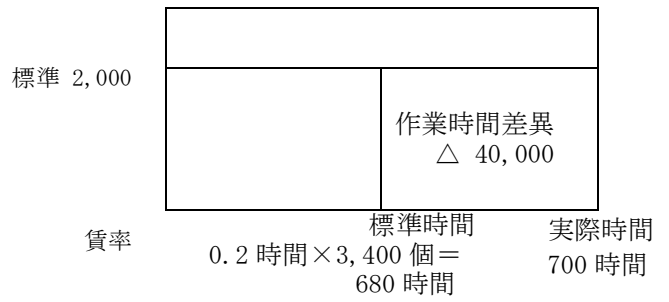 標準 2,000
作業時間差異
△ 40,000
賃率
標準時間
0.2 時間×3,400 個＝
680 時間
実際時間
700 時間